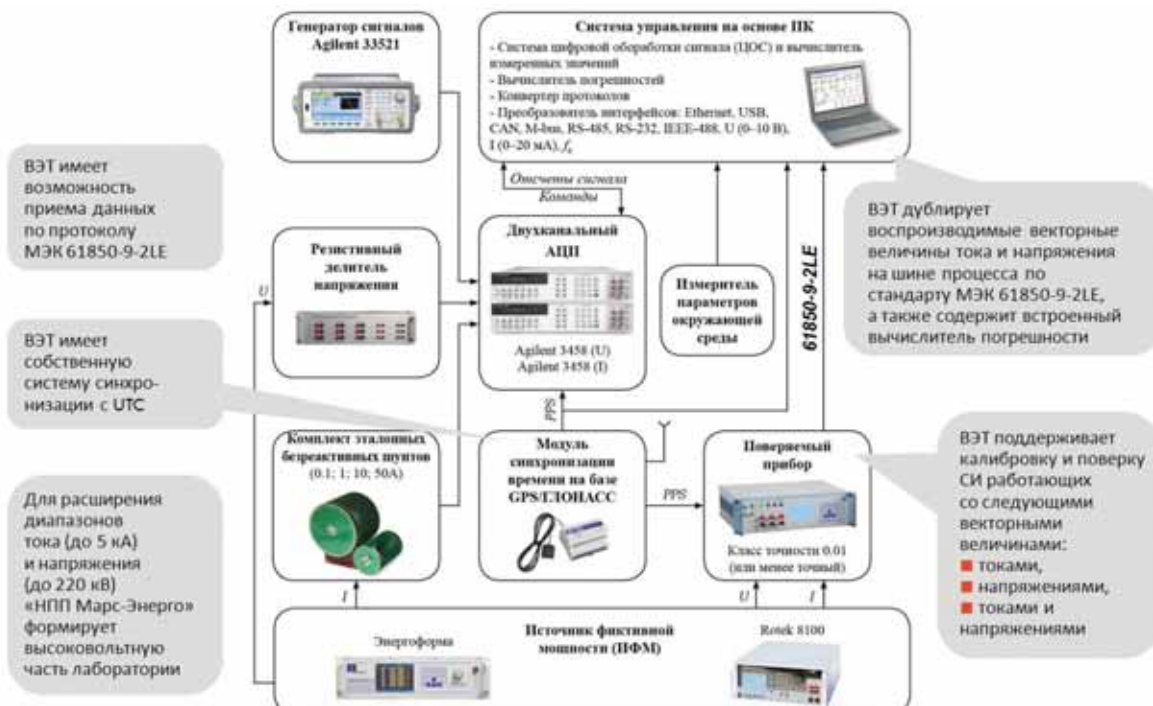 Генератор сигналов
Agilent 33521
Система управления на основе ПК
- Система цифровой обоработки сигнала (ЦОС) и вычислитель
измеренных значений
- Вычислитель погрешностей
- Конвертер протоколов
- Преобразователь интерфейсов: Ethernet, USB,
CAN, M-bus, RS-485, RS-232, IEEE-488, U (0–10 В),
I (0–20 мА),
ВЭТ имеет
возможность
приема данных
по протоколу
МЭК 61850-9-2LE
Отсчеты сигнала
Команды
ВЭТ дублирует
воспроизводимые векторные
величины тока и напряжения
на шине процесса по
стандарту МЭК 61850-9-2LE,
а также содержит встроенный
вычислитель погрешности
Резистивный
делитель
напряжения
U
Двухканальный
АЦП
Agilent 3458 (U)
Agilent 3458 (I)
Измеритель
параметров
окружающей
среды
61850-9-2LE
ВЭТ имеет
собственную
систему синхро-
низации с UTC
PPS
Комплект эталонных
безреактивных шунтов
(0.1; 1; 10; 50А)
Модуль
синхронизации
времени на базе
GPS/ГЛОНАСС
PPS
Поверяемый
прибор
Класс точности 0.01
(или менее точный)
ВЭТ поддерживает
калибровку и поверку
СИ работающих
со следующими
векторными
величинами:
токами,
напряжениями,
токами и
напряжениями
Для расширения
диапазонов
тока (до 5 кА)
и напряжения
(до 220 кВ)
«НПП Марс-Энерго»
формирует
высоковольтную
часть лаборатории
I
U
I
Энергоформа
Источник фиктивной
мощности (ИФМ)
Rotek 8100